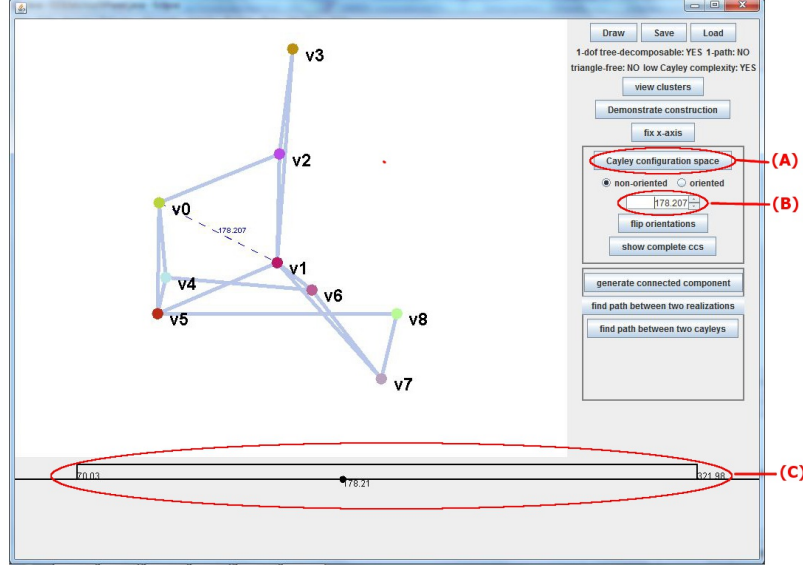 Draw Save Load
1-dof tree-decomposable: YES 1-path: NO
triangle-free: NO low Cayley complexity: YES
view clusters
Demonstrate construction
fix x-axis
Cayley configuration space
(A)
non-oriented oriented
178.207
(B)
flip orientations
show complete ccs
generate connected component
find path between two realizations
find path between two cayleys
v3
v2
v0
178.207
v1
v4
v6
v5
v8
v7
70.03
178.21
321.98
(C)